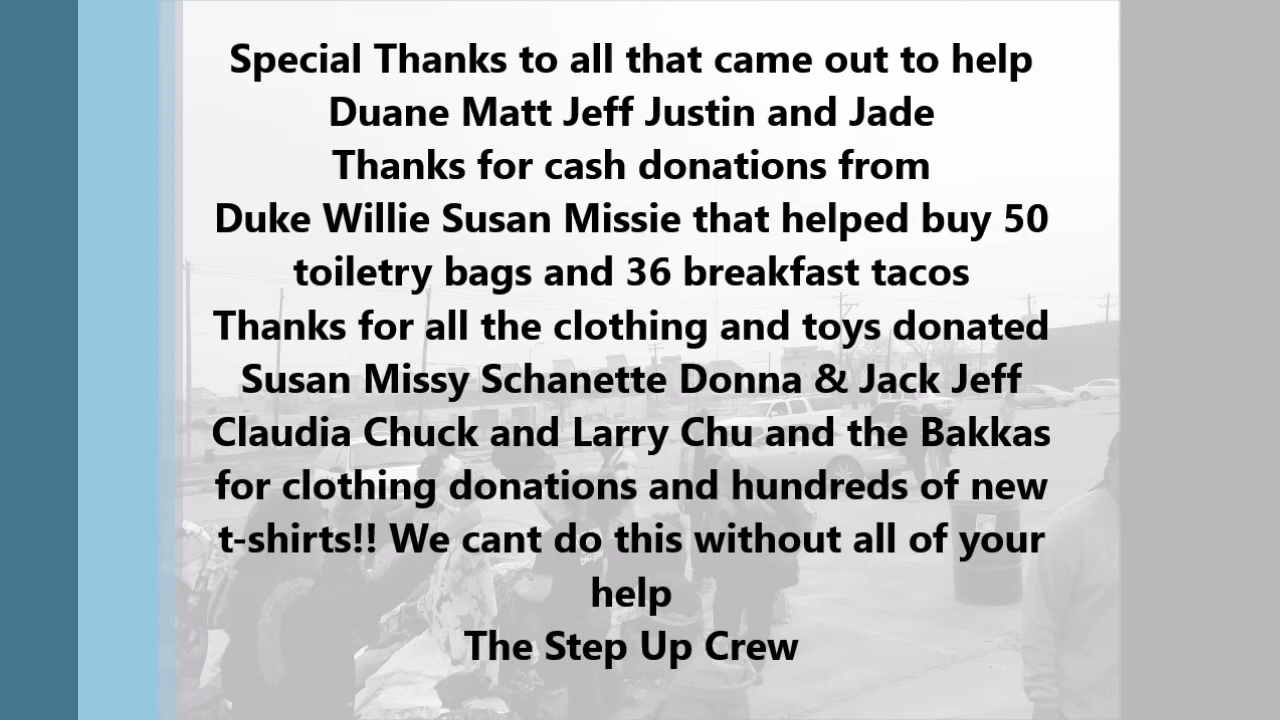 Special Thanks to all that came out to help
Duane Matt Jeff Justin and Jade
Thanks for cash donations from
Duke Willie Susan Missie that helped buy 50
toiletry bags and 36 breakfast tacos
Thanks for all the clothing and toys donated
Susan Missy Schanette Donna & Jack Jeff
Claudia Chuck and Larry Chu and the Bakkas
for clothing donations and hundreds of new
t-shirts!! We cant do this without all of your
help
The Step Up Crew